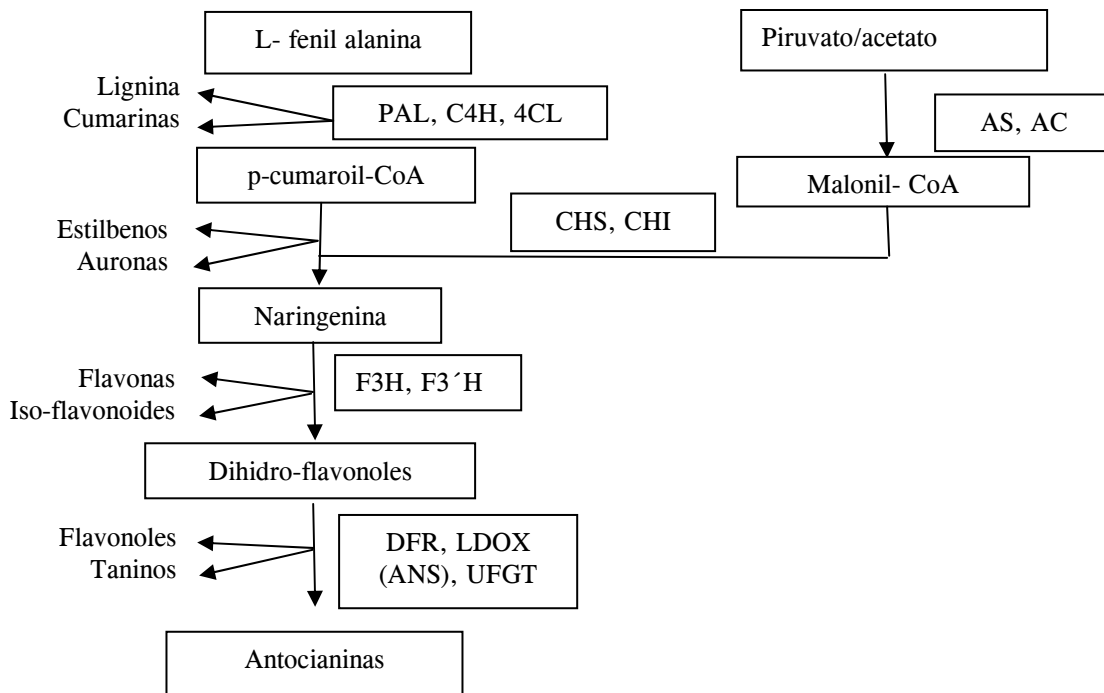 L- fenil alanina
Piruvato/acetato
Lignina
Cumarinas
PAL, C4H, 4CL
AS, AC
p-cumaroil-CoA
Malonil- CoA
Estilbenos
Auronas
CHS, CHI
Naringenina
Flavonas
Iso-flavonoides
F3H, F3´H
Dihidro-flavonoles
Flavonoles
Taninos
DFR, LDOX
(ANS), UFGT
Antocianinas